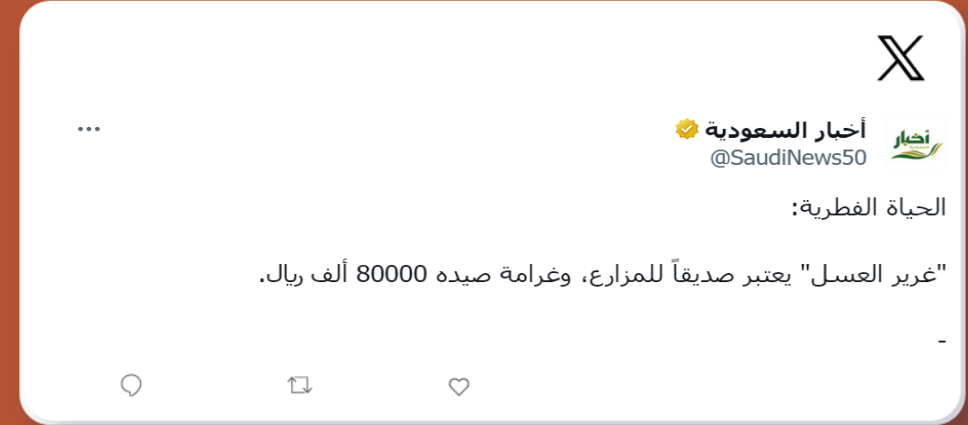 أخبار السعودية
@SaudiNews50
الحياة الفطرية:
"غرير العسل" يعتبر صديقاً للمزارع، وغرامة صيده 80000 ألف ريال.
-